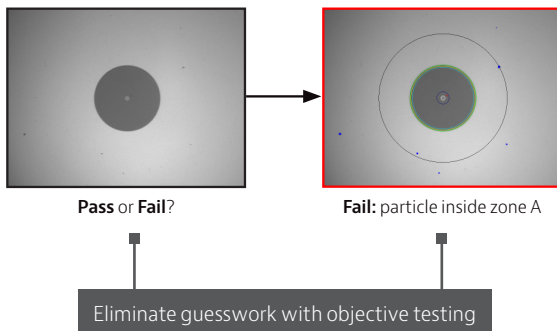 Pass or Fail?
Fail: particle inside zone A
Eliminate guesswork with objective testing